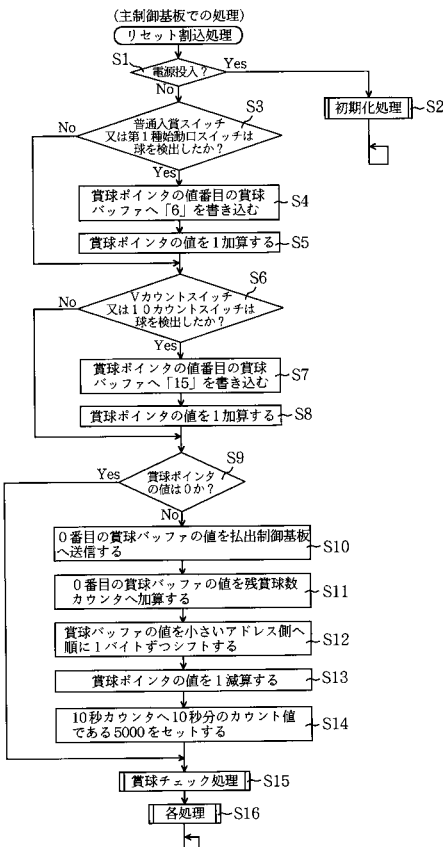 (主制御基板での処理)
リセット割込処理
S1
電源投入?
Yes
No
初期化処理
S2
S3
No
普通入賞スイッチ
又は第1種始動口スイッチは
球を検出したか?
Yes
賞球ポインタの値番目の賞球
バッファへ「6」を書き込む
S4
賞球ポインタの値を1加算する
S5
S6
No
Vカウントスイッチ
又は10カウントスイッチは
球を検出したか?
Yes
賞球ポインタの値番目の賞球
バッファへ「15」を書き込む
S7
賞球ポインタの値を1加算する
S8
S9
Yes
賞球ポインタ
の値は0か?
No
0番目の賞球バッファの値を払出制御基板
へ送信する
S10
0番目の賞球バッファの値を残賞球数
カウンタへ加算する
S11
賞球バッファの値を小さいアドレス側へ
順に1バイトずつシフトする
S12
賞球ポインタの値を1減算する
S13
10秒カウンタへ10秒分のカウント値
である5000をセットする
S14
賞球チェック処理
S15
各処理
S16